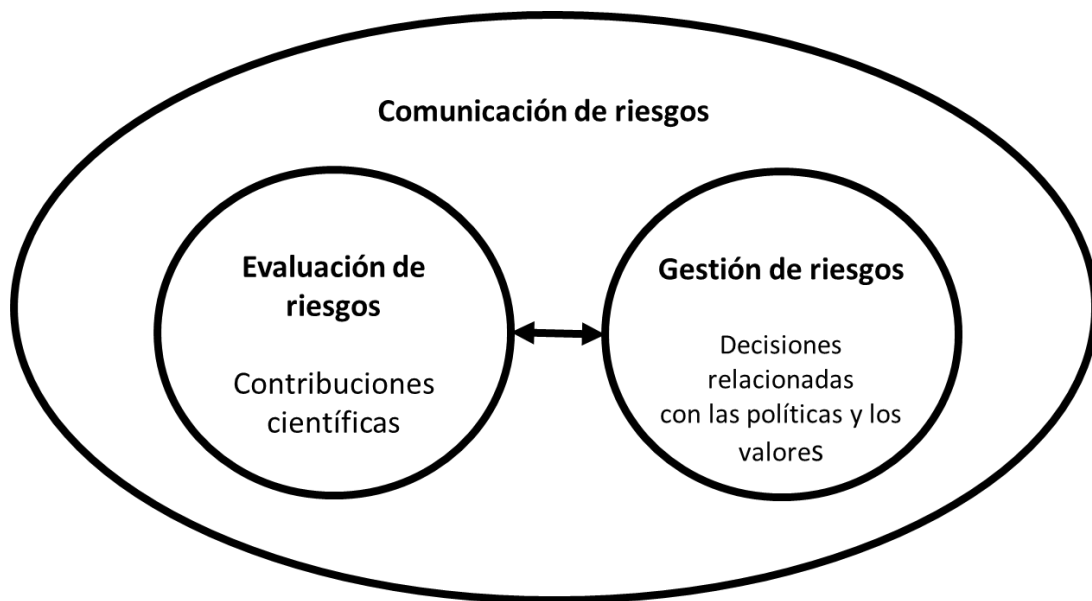 Comunicación de riesgos
Evaluación de
riesgos
Contribuciones
científicas
Gestión de riesgos
Decisiones
relacionadas
con las políticas y los
valores